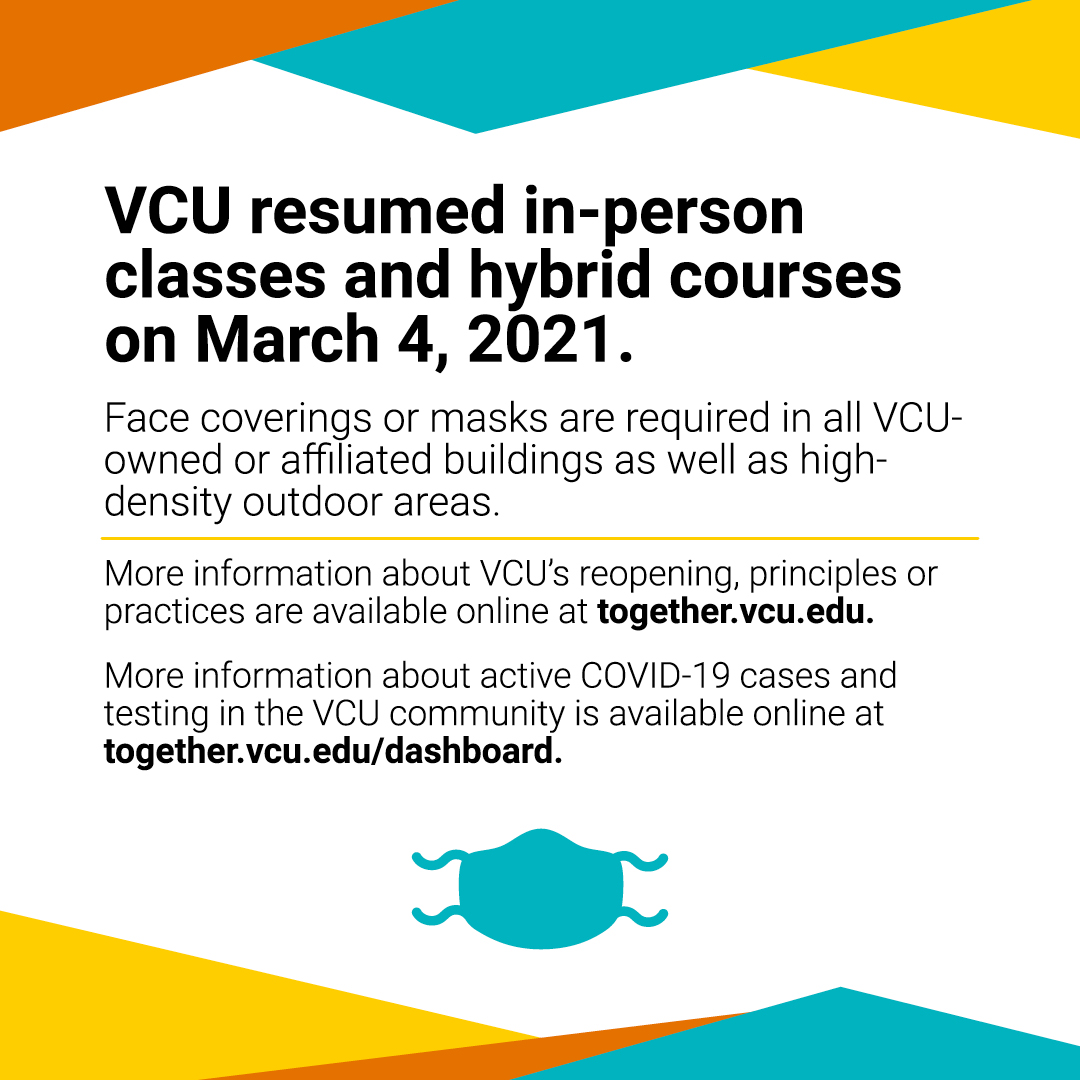 VCU resumed in-person
classes and hybrid courses
on March 4, 2021.
Face coverings or masks are required in all VCU-
owned or affiliated buildings as well as high-
density outdoor areas.
More information about VCU’s reopening, principles or
practices are available online at together.vcu.edu.
More information about active COVID-19 cases and
testing in the VCU community is available online at
together.vcu.edu/dashboard.